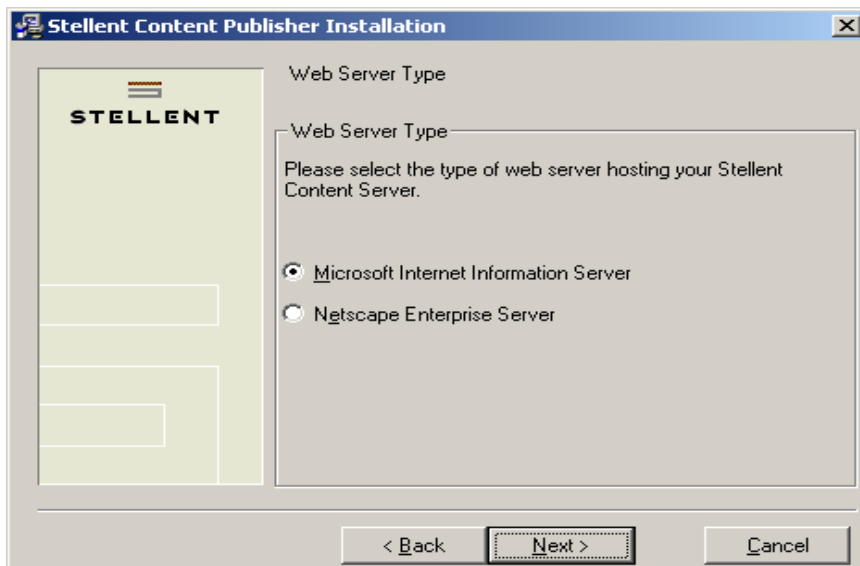 Stellent Content Publisher Installation
STELLENT
Web Server Type
Web Server Type
Please select the type of web server hosting your Stellent
Content Server.
Microsoft Internet Information Server
Netscape Enterprise Server
< Back
Next >
Cancel